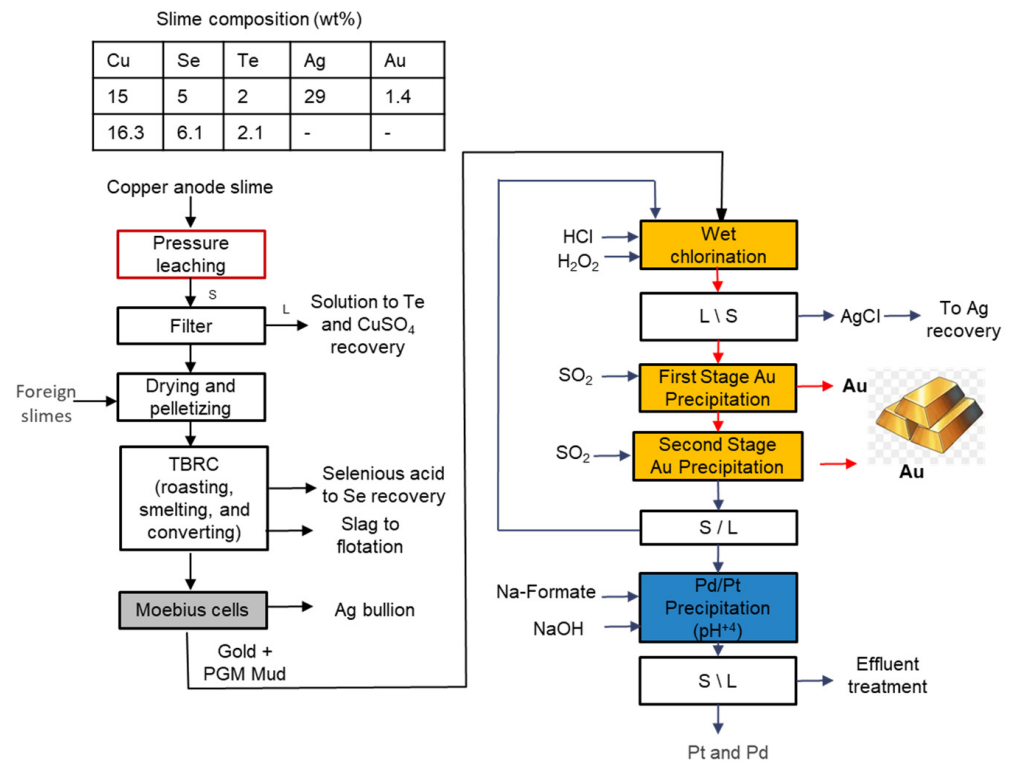 Slime composition (wt%)
Cu Se Te Ag Au
15 5 2 29 1.4
16.3 6.1 2.1 - -
Copper anode slime
Pressure
leaching
S
Filter
L
Solution to Te
and CuSO₄
recovery
Foreign
slimes
Drying and
pelletizing
TBRC
(roasting,
smelting, and
converting)
Selenious acid
to Se recovery
Slag to
flotation
Moebius cells
Ag bullion
Gold +
PGM Mud
HCl
H₂O₂
Wet
chlorination
L \ S
AgCl
To Ag
recovery
SO₂
First Stage Au
Precipitation
Au
SO₂
Second Stage
Au Precipitation
Au
S / L
Na-Formate
NaOH
Pd/Pt
Precipitation
(pH⁺⁴)
S \ L
Effluent
treatment
Pt and Pd